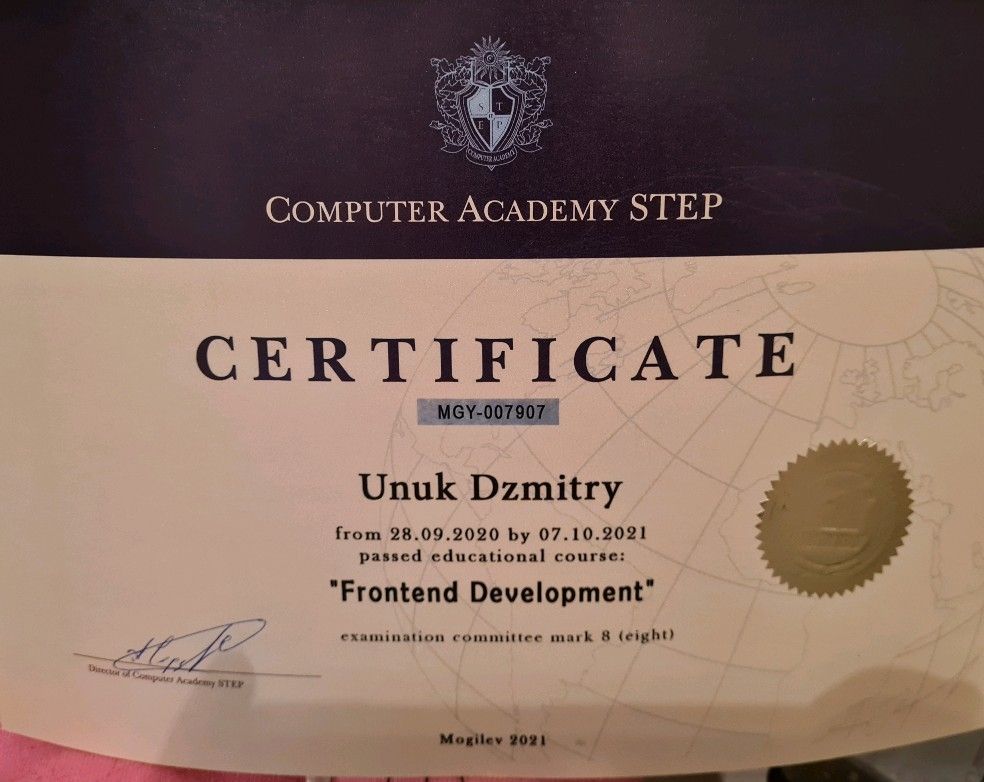 S T
E P
COMPUTER ACADEMY
COMPUTER ACADEMY STEP
CERTIFICATE
MGY-007907
Unuk Dzmitry
from 28.09.2020 by 07.10.2021
passed educational course:
"Frontend Development"
examination committee mark 8 (eight)
Director of Computer Academy STEP
Mogilev 2021